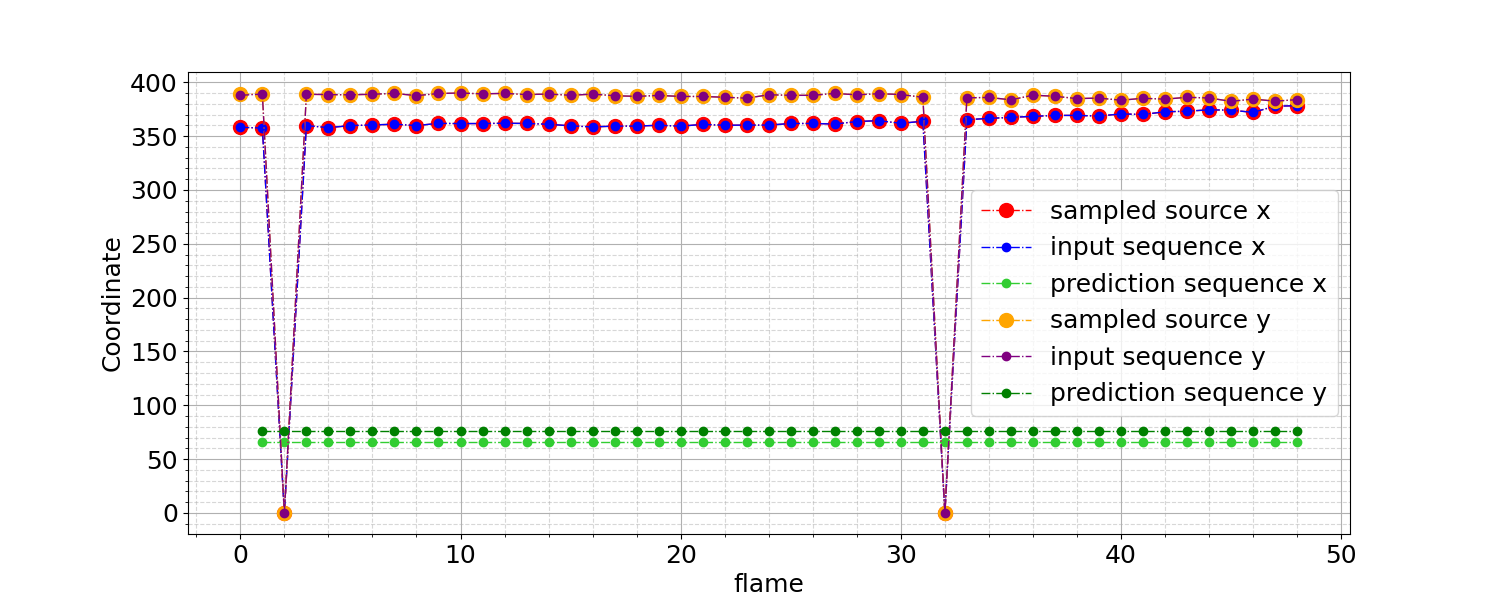 400
350
300
250
200
150
100
50
0
Coordinate
sampled source x
input sequence x
prediction sequence x
sampled source y
input sequence y
prediction sequence y
0 10 20 30 40 50
flame